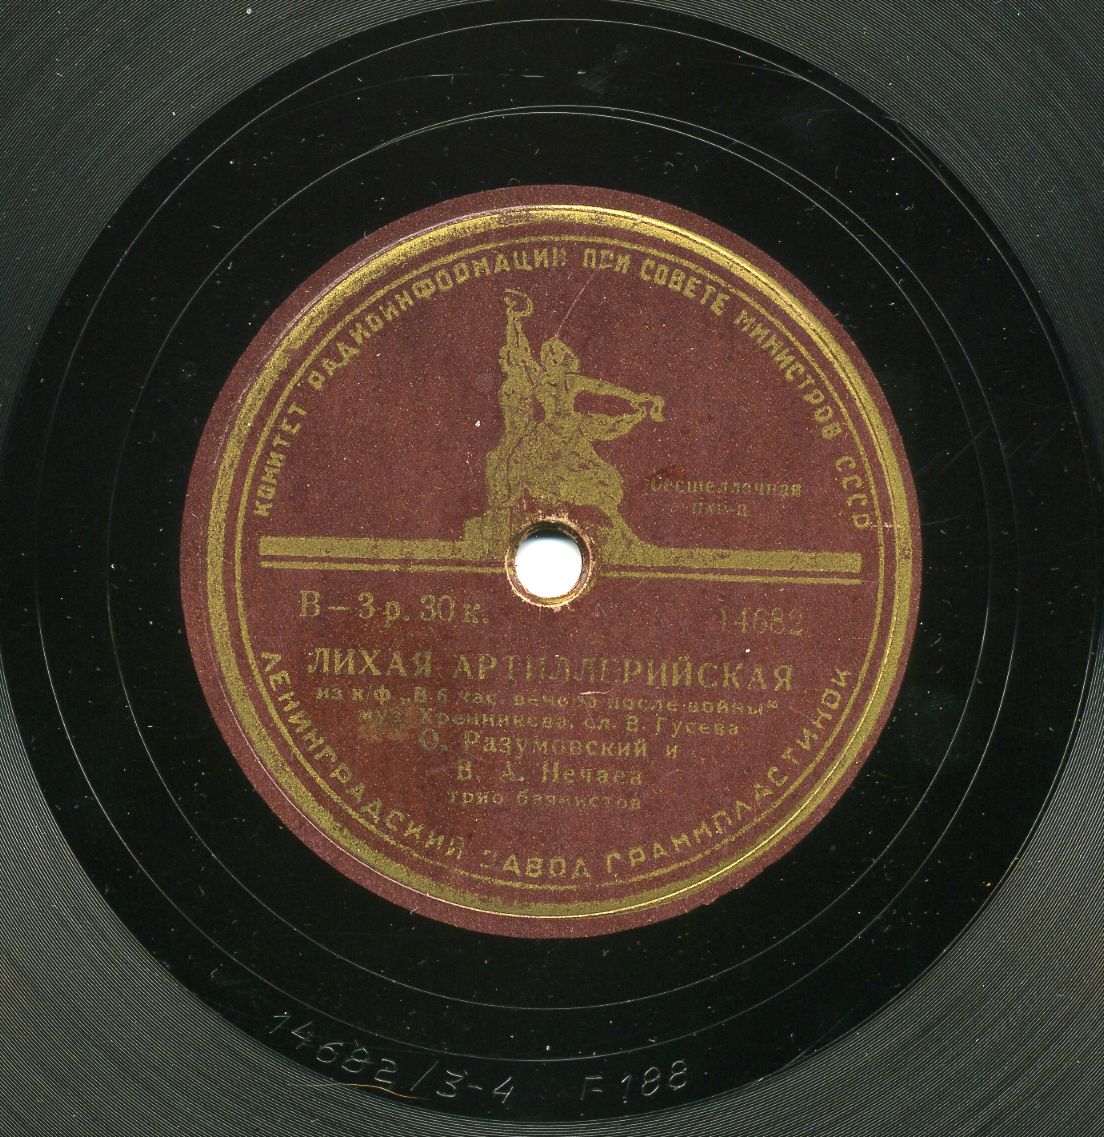 КОМИТЕТ РАДИОИНФОРМАЦИИ ПРИ СОВЕТЕ МИНИСТРОВ СССР
Бесшеллачная
В — 3 р. 30 к.
14682
ЛИХАЯ АРТИЛЛЕРИЙСКАЯ
из к/ф „В 6 час. вечера после войны“
муз. Хренникова, сл. В. Гусева
О. Разумовский и
В. А. Нечаев
трио баянистов
ЛЕНИНГРАДСКИЙ ЗАВОД ГРАМПЛАСТИНОК
14682/3-4 F 188